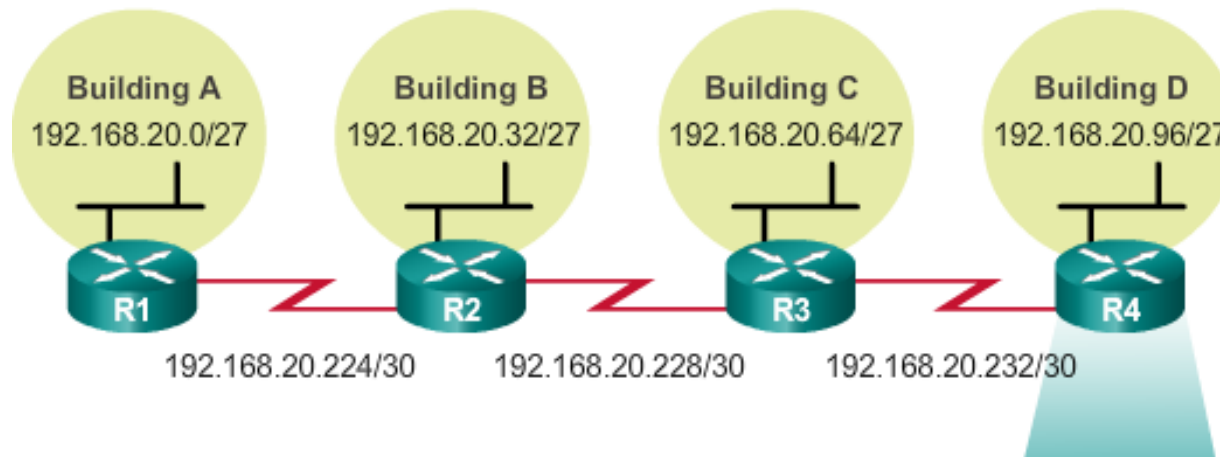 Building A
192.168.20.0/27
Building B
192.168.20.32/27
Building C
192.168.20.64/27
Building D
192.168.20.96/27
R1
R2
R3
R4
192.168.20.224/30
192.168.20.228/30
192.168.20.232/30